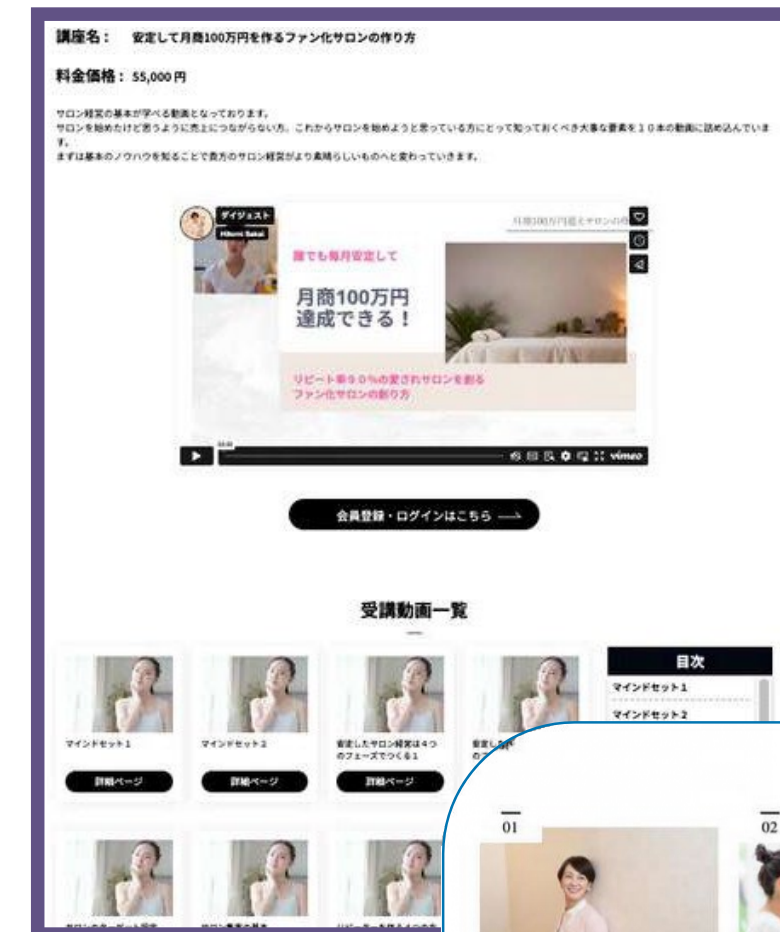 講座名： 安定して月商100万円を作るファン化サロンの作り方
料金価格： 55,000 円
サロン経営の基本が学べる動画となっております。
サロンを始めたけど思うように売上につながらない方、これからサロンを始めようと思っている方にとって知っておくべき大事な要素を１０本の動画に詰め込んでいま
す。
まずは基本のノウハウを知ることで貴方のサロン経営がより素晴らしいものへと変わっていきます。
ダイジェスト
Hitomi Sakai
月商100万円超えサロンの
誰でも毎月安定して
月商100万円
達成できる！
リピート率９０％の愛されサロンを創る
ファン化サロンの創り方
vimeo
会員登録・ログインはこちら
受講動画一覧
目次
マインドセット１
マインドセット２
マインドセット１
マインドセット２
安定したサロン経営は４つ
のフェーズでつくる１
詳細ページ
詳細ページ
詳細ページ
01
02